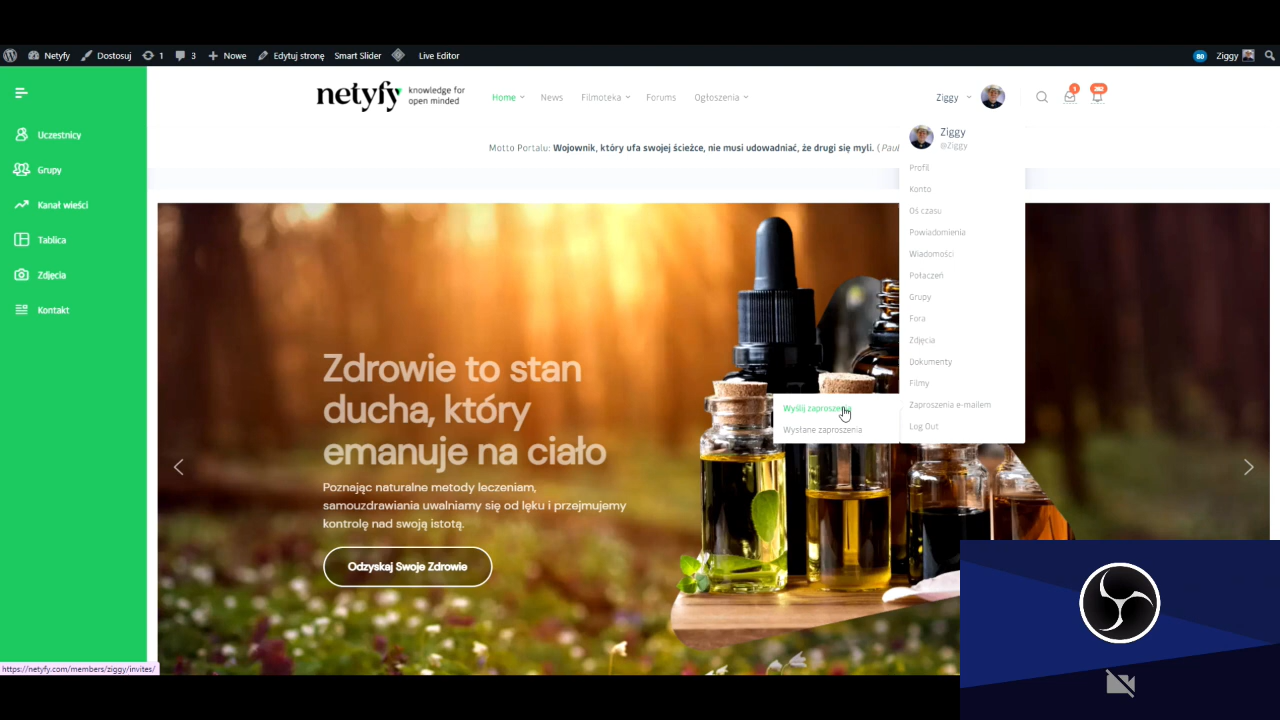 Netyfy Dostosuj 1 3 Nowe Edytuj stronę Smart Slider Live Editor 80 Ziggy
netyfy knowledge for
open minded
Home News Filmoteka Forums Ogłoszenia Ziggy 1
Motto Portalu: Wojownik, który ufa swojej ścieżce, nie musi udowadniać, że drugi się myli. ( Paul
Uczestnicy
Grupy
Kanał wieści
Tablica
Zdjęcia
Kontakt
Ziggy
@Ziggy
Profil
Konto
Oś czasu
Powiadomienia
Wiadomości
Połaczeń
Grupy
Fora
Zdjęcia
Dokumenty
Filmy
Zaproszenia e-mailem
Log Out
Wyślij zaproszenia
Wysłane zaproszenia
Zdrowie to stan
ducha, który
emanuje na ciało
Poznając naturalne metody leczeniam,
samouzdrawiania uwalniamy się od lęku i przejmujemy
kontrolę nad swoją istotą.
Odzyskaj Swoje Zdrowie
https://netyfy.com/members/ziggy/invites/